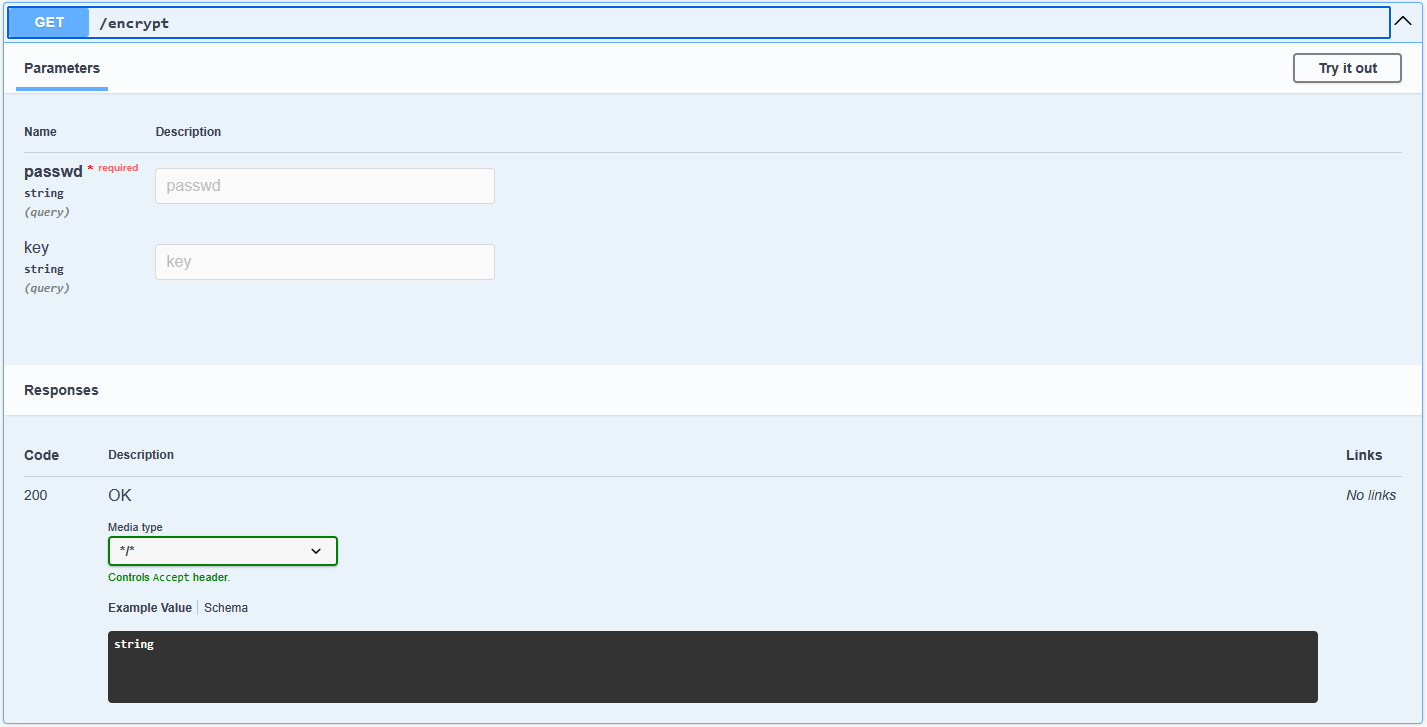 GET /encrypt
Parameters
Try it out
Name Description
passwd * required
string
(query)
passwd
key
string
(query)
key
Responses
Code Description Links
200 OK No links
Media type
*/*
Controls Accept header.
Example Value Schema
string